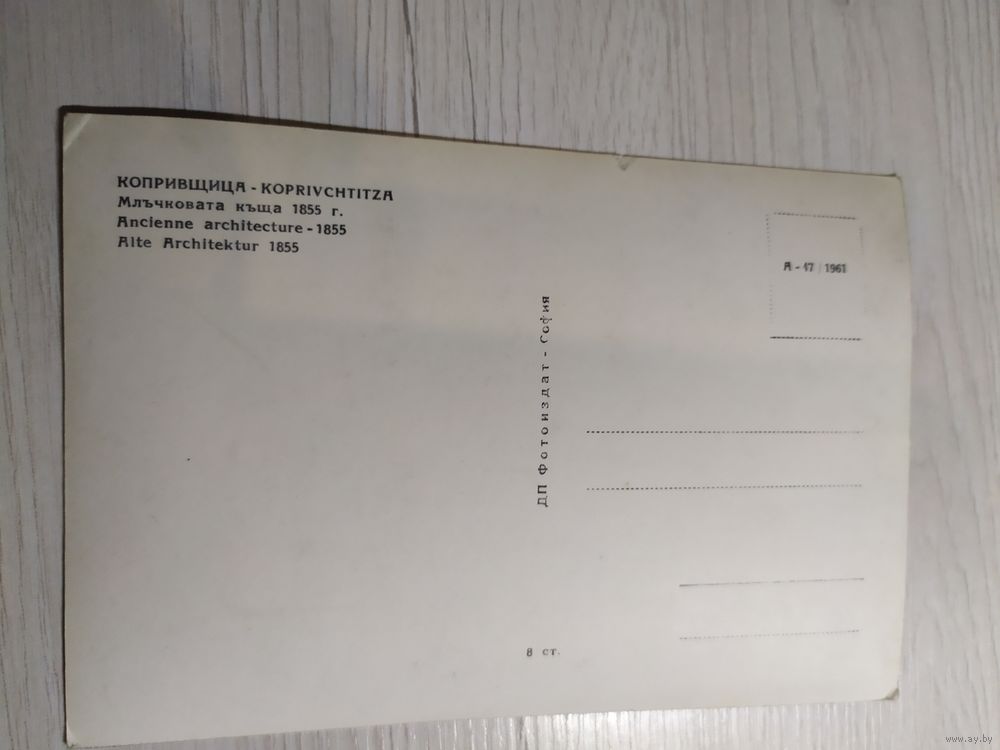 КОПРИВЩИЦА - KOPRIVCHTITZA
Млъчковата къща 1855 г.
Ancienne architecture - 1855
Alte Architektur 1855
А - 17 / 1961
ДП Фотоиздат - София
8 ст.
www.ay.by